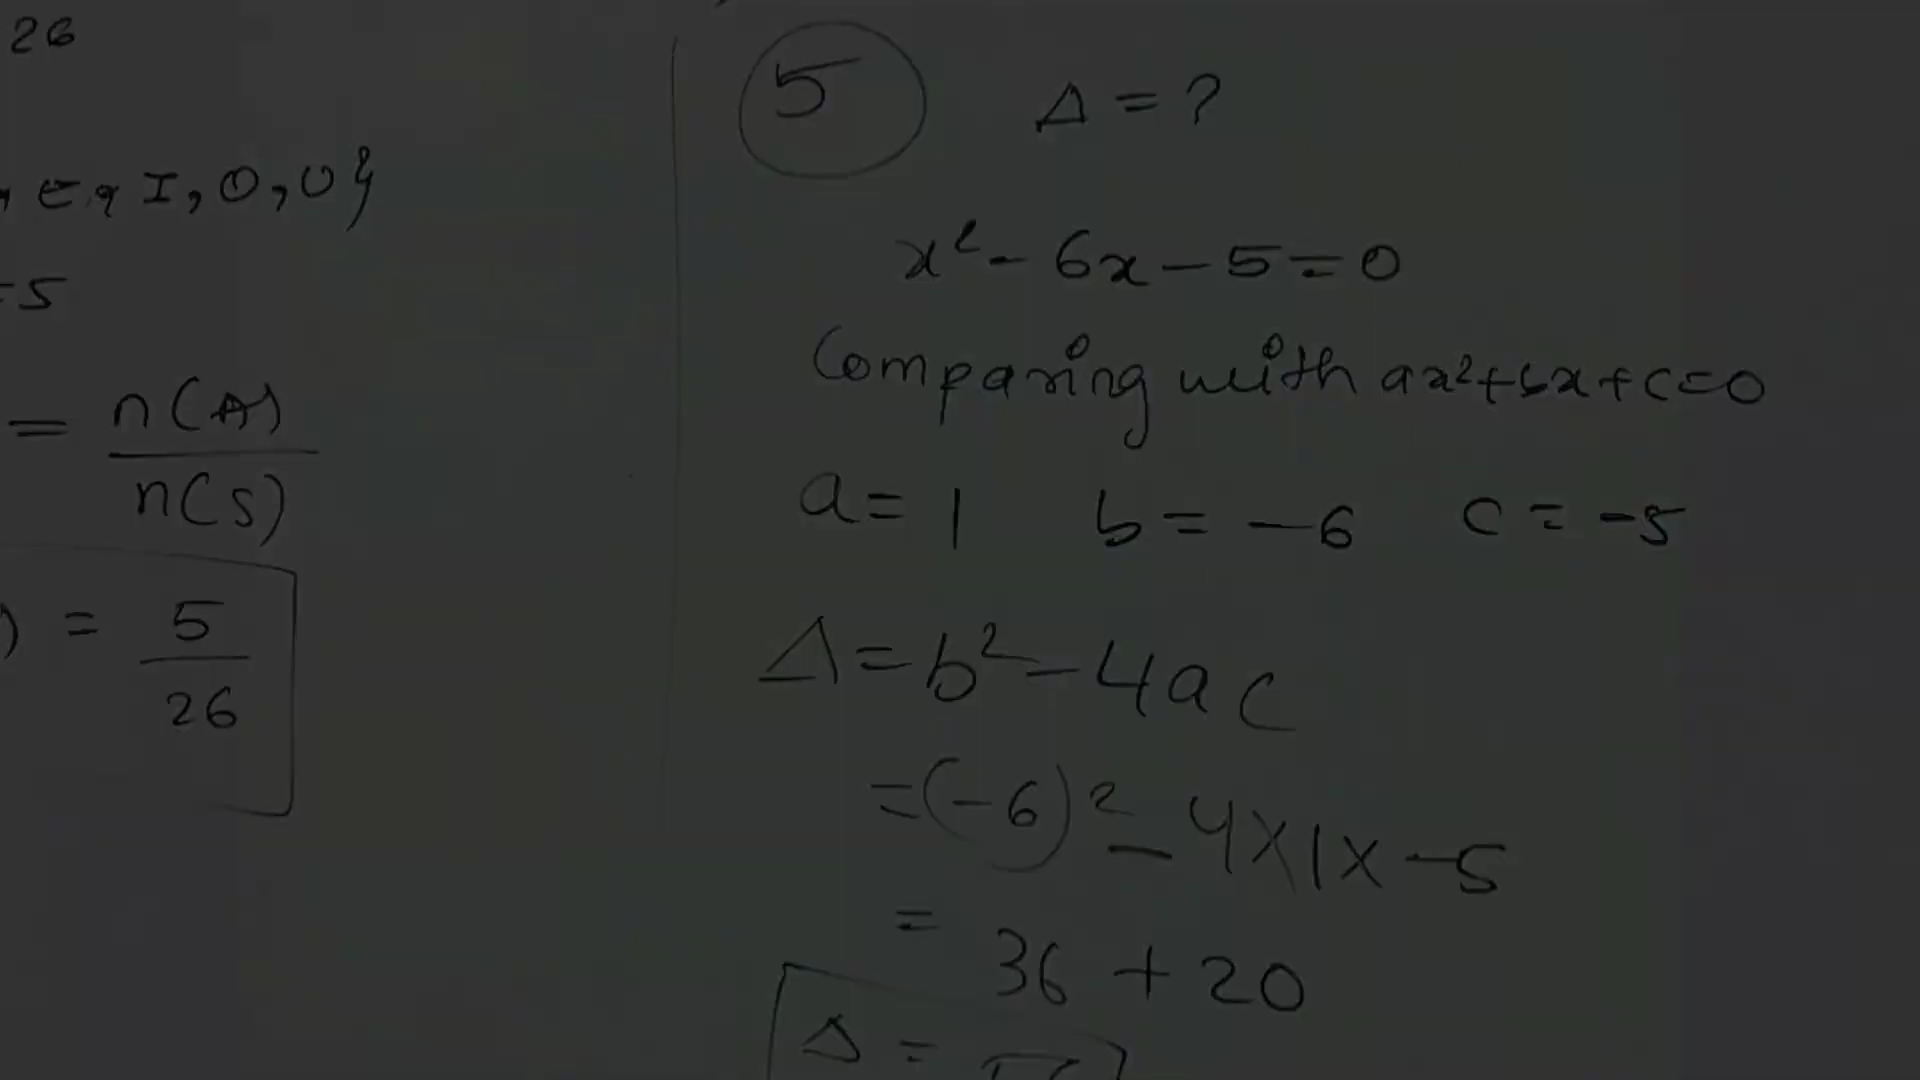 26
I, O, U}
=5
= n(A)
n(S)
) = 5
26
5 Δ = ?
x² - 6x - 5 = 0
Comparing with ax²+bx+c=0
a = 1 b = -6 c = -5
Δ = b² - 4ac
= (-6)² - 4×1× -5
= 36 + 20
Δ =